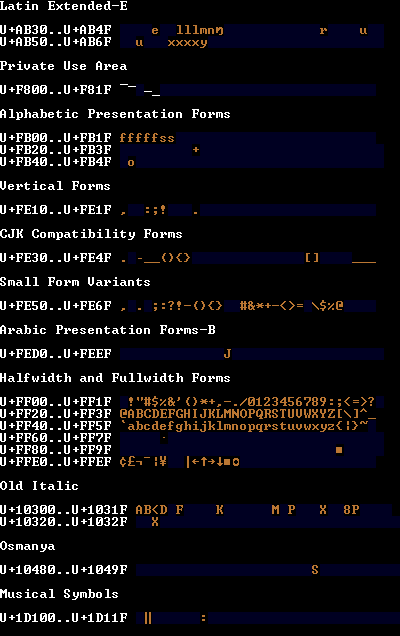 Latin Extended-E
U+AB30..U+AB4F e lllmnŋ r u
U+AB50..U+AB6F u xxxxy
Private Use Area
U+F800..U+F81F ¯¯ –_
Alphabetic Presentation Forms
U+FB00..U+FB1F fffffss
U+FB20..U+FB3F +
U+FB40..U+FB4F o
Vertical Forms
U+FE10..U+FE1F , :;! .
CJK Compatibility Forms
U+FE30..U+FE4F . -__(){} [] ___
Small Form Variants
U+FE50..U+FE6F , . ;:?!-(){} #&*+-<>= \$%@
Arabic Presentation Forms-B
U+FED0..U+FEEF J
Halfwidth and Fullwidth Forms
U+FF00..U+FF1F !"#$%&'()*+,-./0123456789:;<=>?
U+FF20..U+FF3F @ABCDEFGHIJKLMNOPQRSTUVWXYZ[\]^_
U+FF40..U+FF5F `abcdefghijklmnopqrstuvwxyz{¦}~
U+FF60..U+FF7F ·
U+FF80..U+FF9F ■
U+FFE0..U+FFEF ¢£¬¯¦¥ |←↑→↓■o
Old Italic
U+10300..U+1031F AB<D F K M P X 8P
U+10320..U+1032F X
Osmanya
U+10480..U+1049F S
Musical Symbols
U+1D100..U+1D11F ‖ :